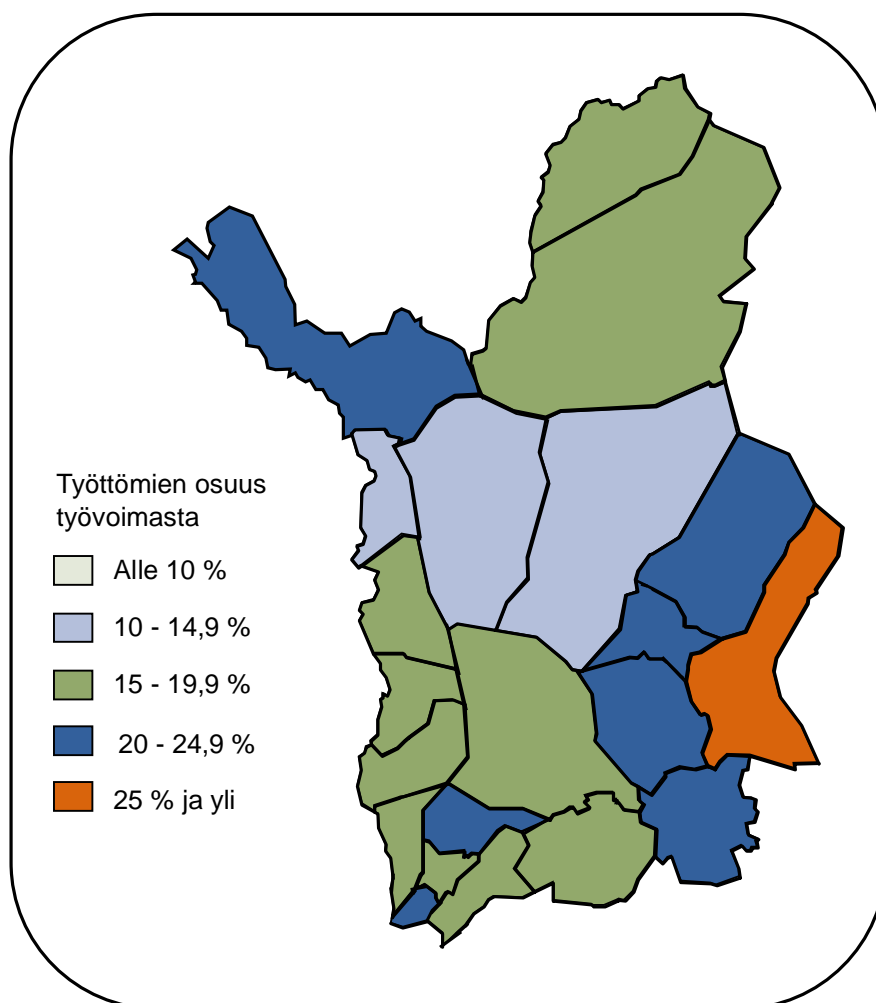 Työttömien osuus
työvoimasta
Alle 10 %
10 - 14,9 %
15 - 19,9 %
20 - 24,9 %
25 % ja yli